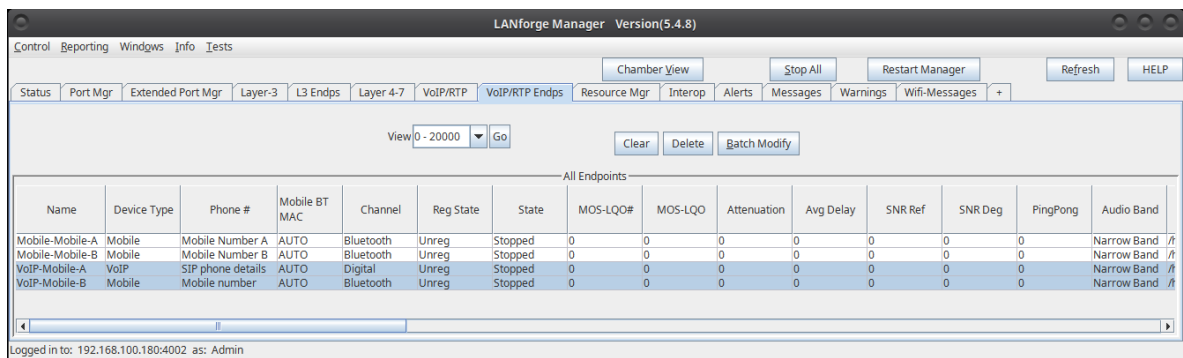 LANforge Manager Version(5.4.8)
Control Reporting Windows Info Tests
Chamber View Stop All Restart Manager Refresh HELP
Status Port Mgr Extended Port Mgr Layer-3 L3 Endps Layer 4-7 VoIP/RTP VoIP/RTP Endps Resource Mgr Interop Alerts Messages Warnings Wifi-Messages +
View 0 - 20000 Go Clear Delete Batch Modify
All Endpoints
Name Device Type Phone # Mobile BT MAC Channel Reg State State MOS-LQO# MOS-LQO Attenuation Avg Delay SNR Ref SNR Deg PingPong Audio Band
Mobile-Mobile-A Mobile Mobile Number A AUTO Bluetooth Unreg Stopped 0 0 0 0 0 0 0 Narrow Band
Mobile-Mobile-B Mobile Mobile Number B AUTO Bluetooth Unreg Stopped 0 0 0 0 0 0 0 Narrow Band
VoIP-Mobile-A VoIP SIP phone details AUTO Digital Unreg Stopped 0 0 0 0 0 0 0 Narrow Band
VoIP-Mobile-B Mobile Mobile number AUTO Bluetooth Unreg Stopped 0 0 0 0 0 0 0 Narrow Band
Logged in to: 192.168.100.180:4002 as: Admin